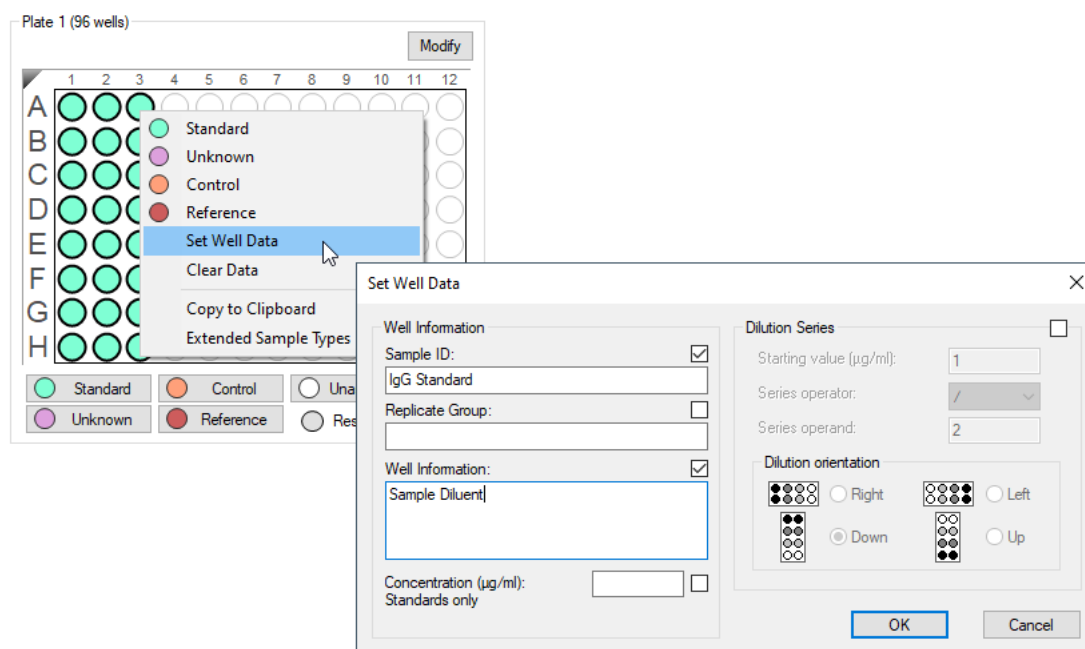 Plate 1 (96 wells)
Modify
1 2 3 4 5 6 7 8 9 10 11 12
A
B
C
D
E
F
G
H
Standard
Unknown
Control
Reference
Set Well Data
Clear Data
Copy to Clipboard
Extended Sample Types
Standard Control Una
Unknown Reference Res
Set Well Data
Well Information
Sample ID:
IgG Standard
Replicate Group:
Well Information:
Sample Diluent
Concentration (µg/ml):
Standards only
Dilution Series
Starting value (µg/ml): 1
Series operator: /
Series operand: 2
Dilution orientation
Right Left
Down Up
OK Cancel